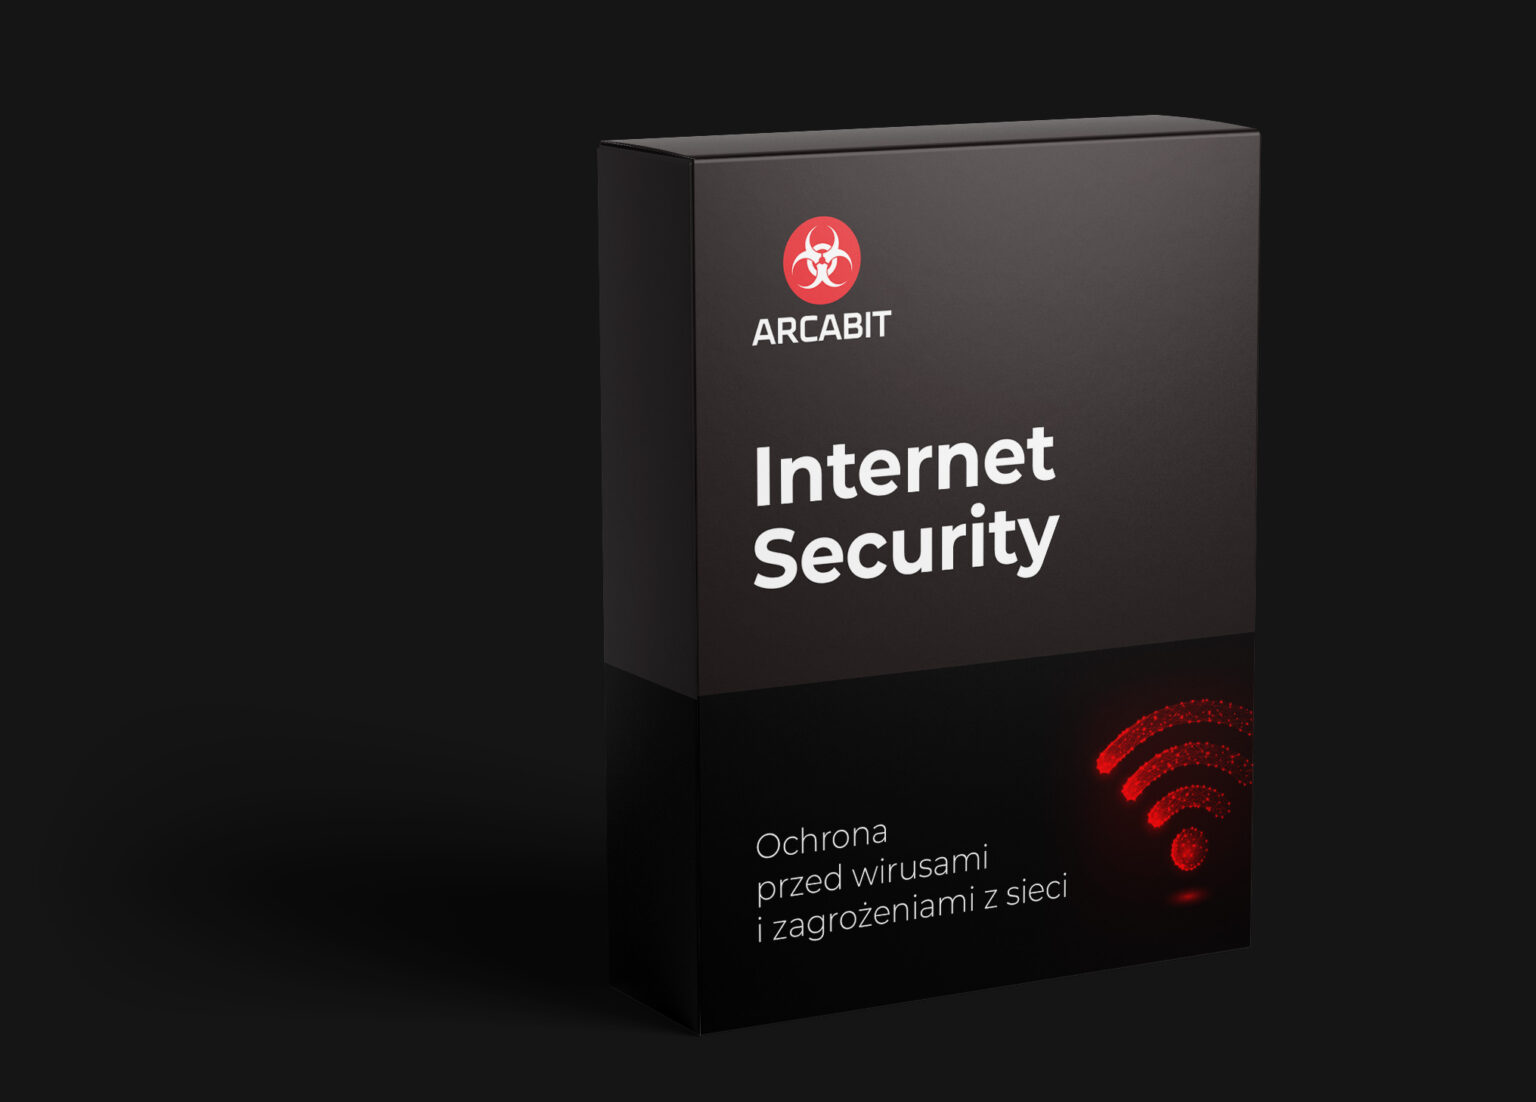 ARCABIT
Internet
Security
Ochrona
przed wirusami
i zagrożeniami z sieci